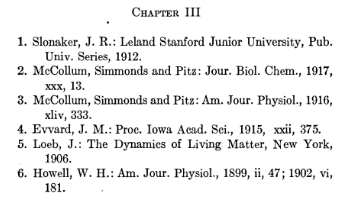 CHAPTER III
1. Slonaker, J. R.: Leland Stanford Junior University, Pub.
Univ. Series, 1912.
2. McCollum, Simmonds and Pitz: Jour. Biol. Chem., 1917,
xxx, 13.
3. McCollum, Simmonds and Pitz: Am. Jour. Physiol., 1916,
xliv, 333.
4. Evvard, J. M.: Proc. Iowa Acad. Sci., 1915, xxii, 375.
5. Loeb, J.: The Dynamics of Living Matter, New York,
1906.
6. Howell, W. H.: Am. Jour. Physiol., 1899, ii, 47; 1902, vi,
181.